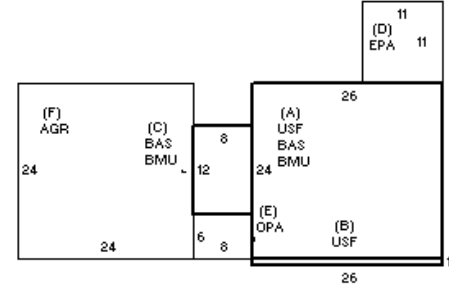 11
(D)
EPA
11
26
(F)
AGR
(C)
BAS
BMU
8
(A)
USF
BAS
BMU
24
12
24
(E)
OPA
(B)
USF
24
6
8
26
1